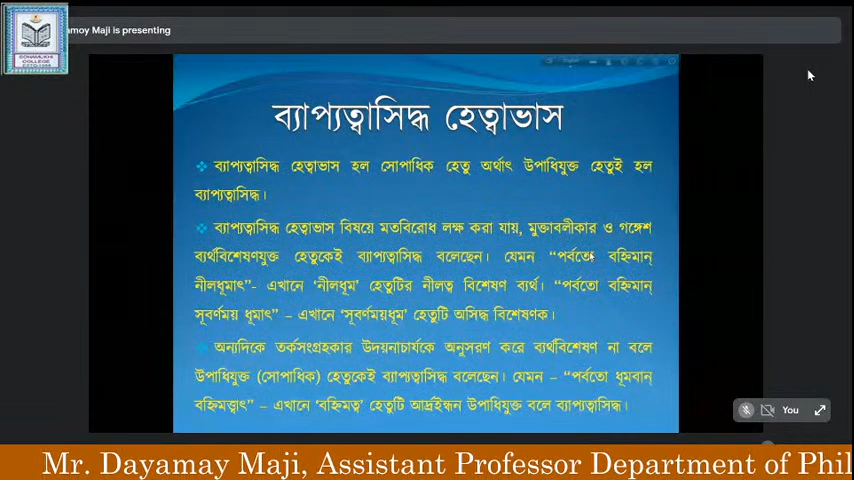 amoy Maji is presenting
SONAMUKHI
COLLEGE
ব্যাপ্যত্বাসিদ্ধ হেত্বাভাস
ব্যাপ্যত্বাসিদ্ধ হেত্বাভাস হল সোপাধিক হেতু অর্থাৎ উপাধিযুক্ত হেতুই হল
ব্যাপ্যত্বাসিদ্ধ।
ব্যাপ্যত্বাসিদ্ধ হেত্বাভাস বিষয়ে মতবিরোধ লক্ষ করা যায়, মুক্তাবলীকার ও গঙ্গেশ
ব্যর্থবিশেষণযুক্ত হেতুকেই ব্যাপ্যত্বাসিদ্ধ বলেছেন। যেমন “পর্বতো বহ্নিমান্
নীলধূমাৎ”- এখানে ‘নীলধূম’ হেতুটির নীলত্ব বিশেষণ ব্যর্থ। “পর্বতো বহ্নিমান্
সূবর্ণময় ধূমাৎ” – এখানে ‘সূবর্ণময়ধূম’ হেতুটি অসিদ্ধ বিশেষণক।
অন্যদিকে তর্কসংগ্রহকার উদয়নাচার্যকে অনুসরণ করে ব্যর্থবিশেষণ না বলে
উপাধিযুক্ত (সোপাধিক) হেতুকেই ব্যাপ্যত্বাসিদ্ধ বলেছেন। যেমন – “পর্বতো ধূমবান্
বহ্নিমত্ত্বাৎ” – এখানে ‘বহ্নিমত্ব’ হেতুটি আর্দ্রইন্ধন উপাধিযুক্ত বলে ব্যাপ্যত্বাসিদ্ধ।
You
Mr. Dayamay Maji, Assistant Professor Department of Phil